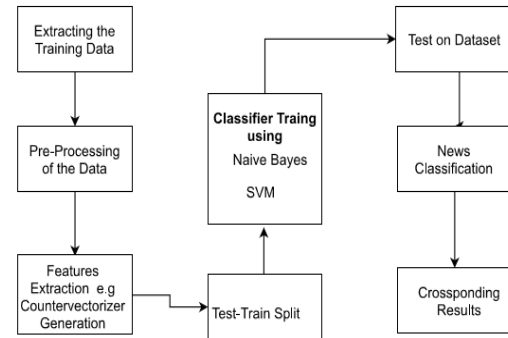 Extracting the
Training Data
Pre-Processing
of the Data
Features
Extraction e.g
Countervectorizer
Generation
Test-Train Split
Classifier Traing
using
Naive Bayes
SVM
Test on Dataset
News
Classification
Crossponding
Results